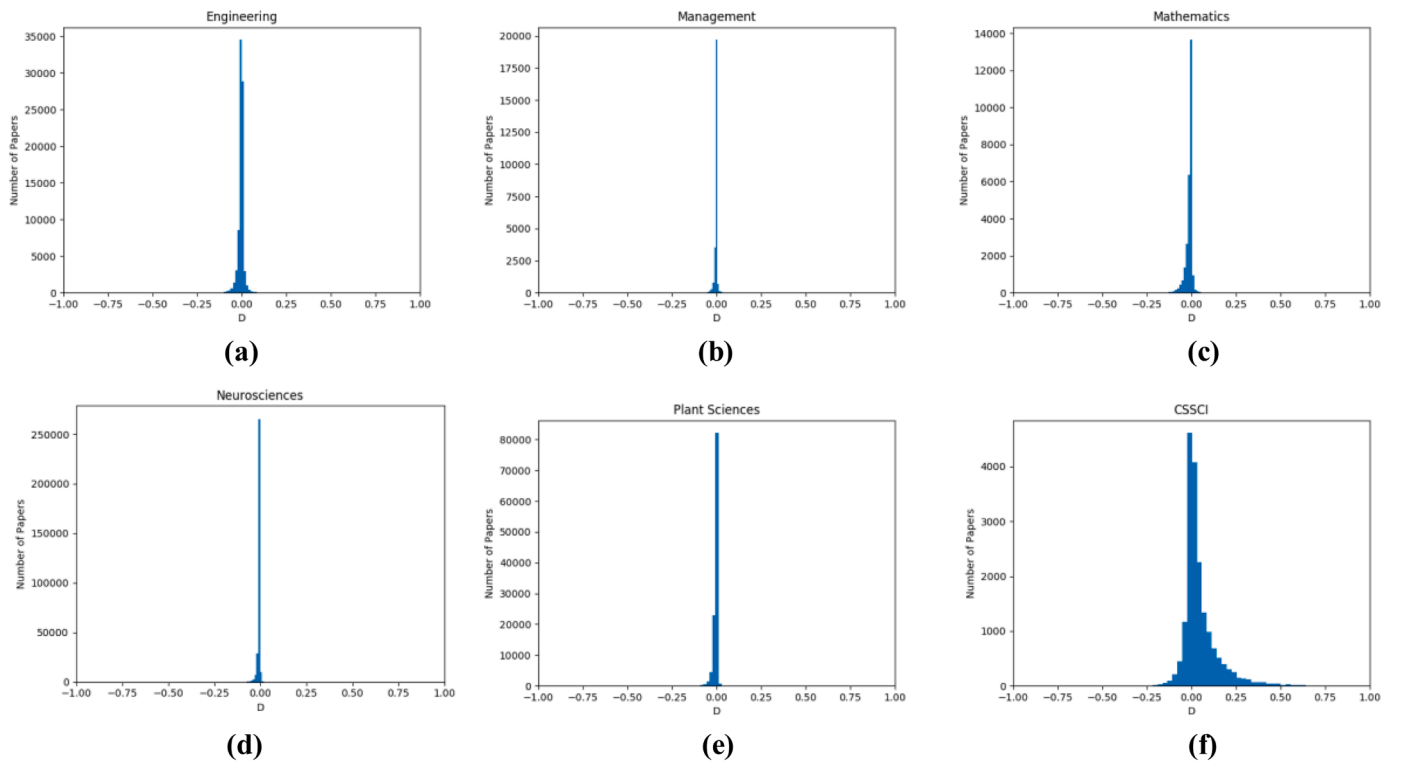 Engineering
Number of Papers
35000
30000
25000
20000
15000
10000
5000
0
−1.00 −0.75 −0.50 −0.25 0.00 0.25 0.50 0.75 1.00
D
(a)
Management
Number of Papers
20000
17500
15000
12500
10000
7500
5000
2500
0
−1.00 −0.75 −0.50 −0.25 0.00 0.25 0.50 0.75 1.00
D
(b)
Mathematics
Number of Papers
14000
12000
10000
8000
6000
4000
2000
0
−1.00 −0.75 −0.50 −0.25 0.00 0.25 0.50 0.75 1.00
D
(c)
Neurosciences
Number of Papers
250000
200000
150000
100000
50000
0
−1.00 −0.75 −0.50 −0.25 0.00 0.25 0.50 0.75 1.00
D
(d)
Plant Sciences
Number of Papers
80000
70000
60000
50000
40000
30000
20000
10000
0
−1.00 −0.75 −0.50 −0.25 0.00 0.25 0.50 0.75 1.00
D
(e)
CSSCI
Number of Papers
4000
3000
2000
1000
0
−1.00 −0.75 −0.50 −0.25 0.00 0.25 0.50 0.75 1.00
D
(f)